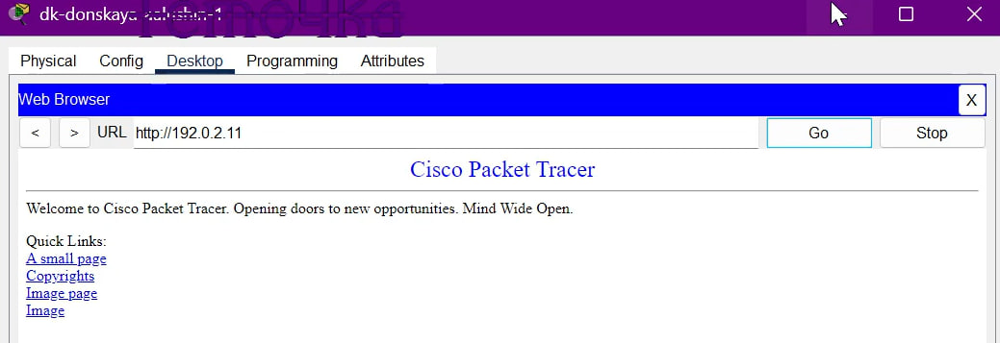 dk-donskaya
Physical Config Desktop Programming Attributes
Web Browser X
< > URL http://192.0.2.11 Go Stop
Cisco Packet Tracer
Welcome to Cisco Packet Tracer. Opening doors to new opportunities. Mind Wide Open.
Quick Links:
A small page
Copyrights
Image page
Image